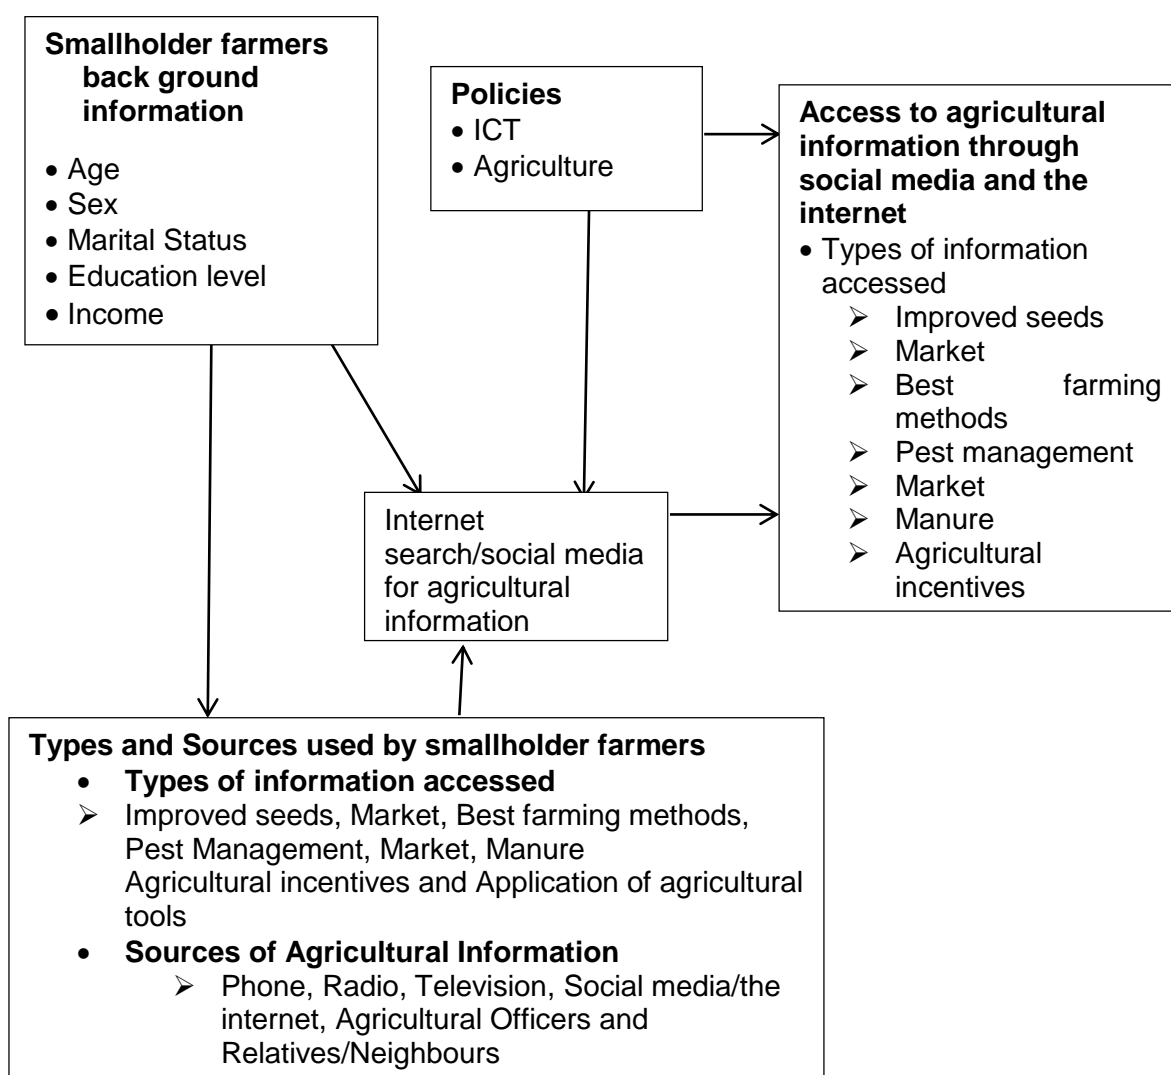 Smallholder farmers
back ground
information
• Age
• Sex
• Marital Status
• Education level
• Income
Policies
• ICT
• Agriculture
Access to agricultural
information through
social media and the
internet
• Types of information
accessed
➢ Improved seeds
➢ Market
➢ Best farming
methods
➢ Pest management
➢ Market
➢ Manure
➢ Agricultural
incentives
Internet
search/social media
for agricultural
information
Types and Sources used by smallholder farmers
• Types of information accessed
➢ Improved seeds, Market, Best farming methods,
Pest Management, Market, Manure
Agricultural incentives and Application of agricultural
tools
• Sources of Agricultural Information
➢ Phone, Radio, Television, Social media/the
internet, Agricultural Officers and
Relatives/Neighbours